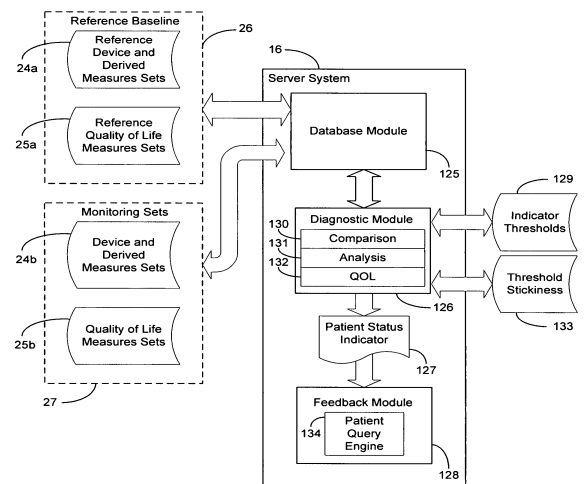 Reference Baseline
26
24a
Reference
Device and
Derived
Measures Sets
25a
Reference
Quality of Life
Measures Sets
Monitoring Sets
24b
Device and
Derived
Measures Sets
25b
Quality of Life
Measures Sets
27
16
Server System
Database Module
125
Diagnostic Module
130
Comparison
131
Analysis
132
QOL
126
129
Indicator
Thresholds
Threshold
Stickiness
133
Patient Status
Indicator
127
Feedback Module
134
Patient
Query
Engine
128